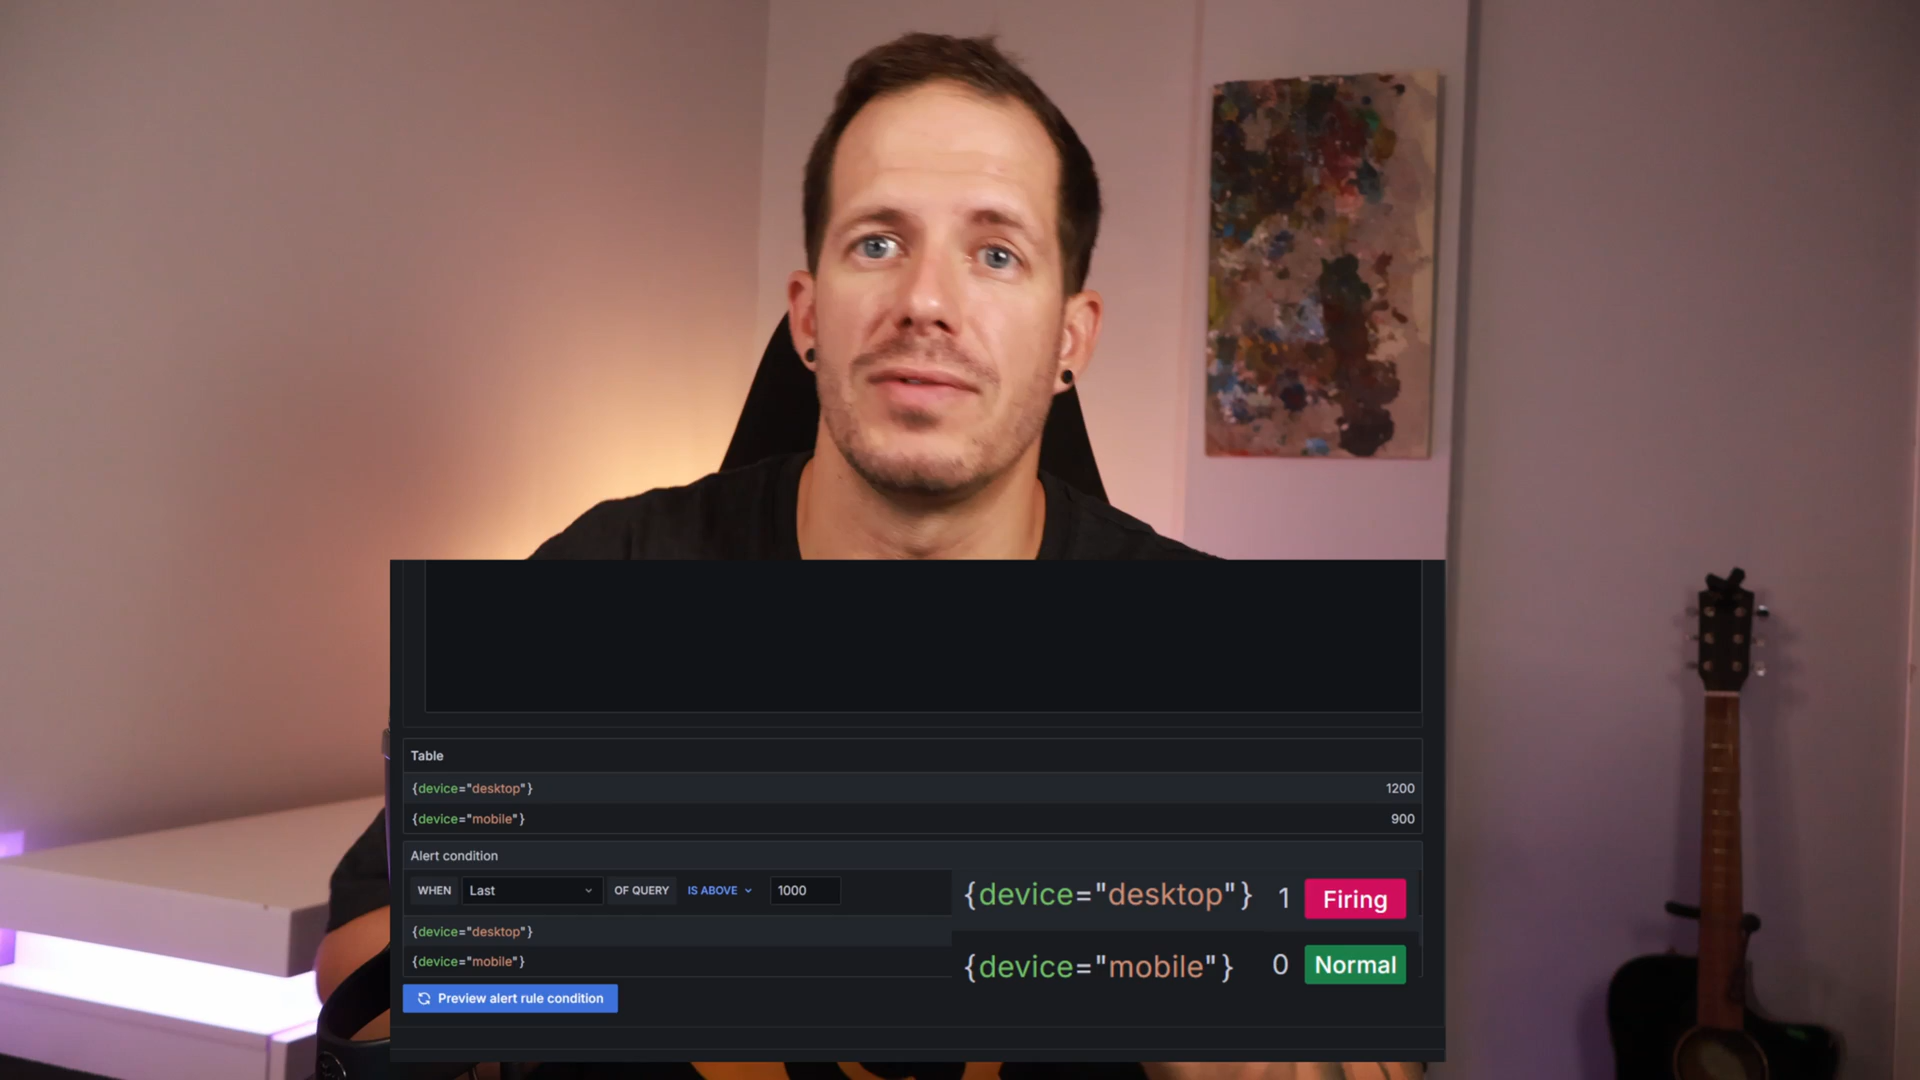 Table
{device="desktop"} 1200
{device="mobile"} 900
Alert condition
WHEN Last OF QUERY IS ABOVE 1000
{device="desktop"} 1 Firing
{device="desktop"}
{device="mobile"}
{device="mobile"} 0 Normal
Preview alert rule condition